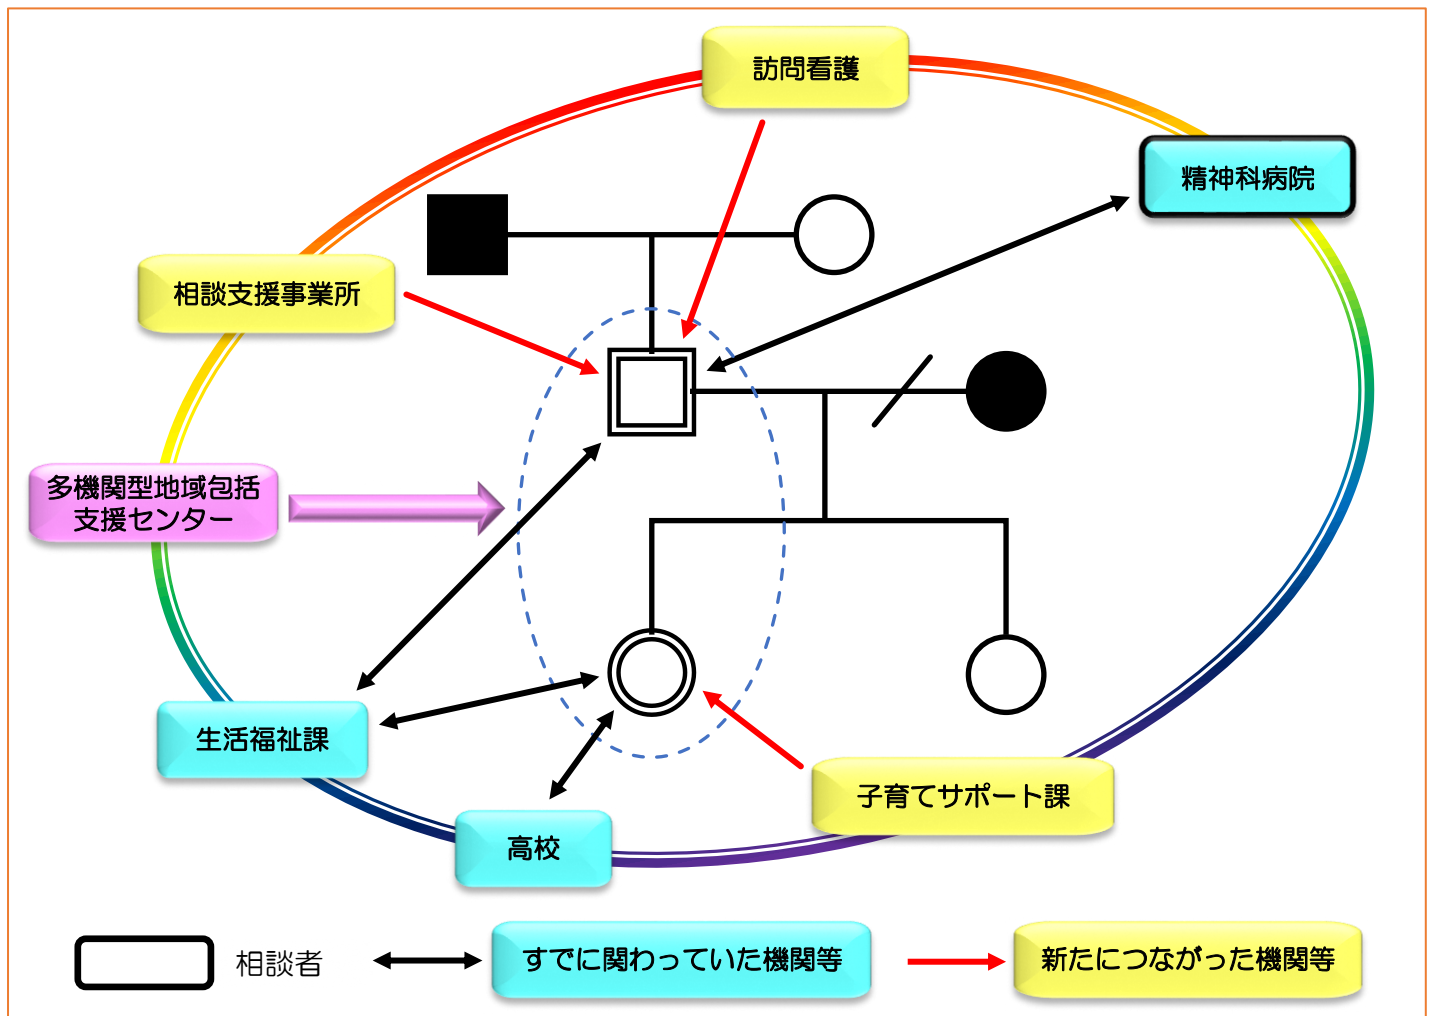 訪問看護
精神科病院
相談支援事業所
多機関型地域包括
支援センター
生活福祉課
子育てサポート課
高校
相談者
すでに関わっていた機関等
新たにつながった機関等